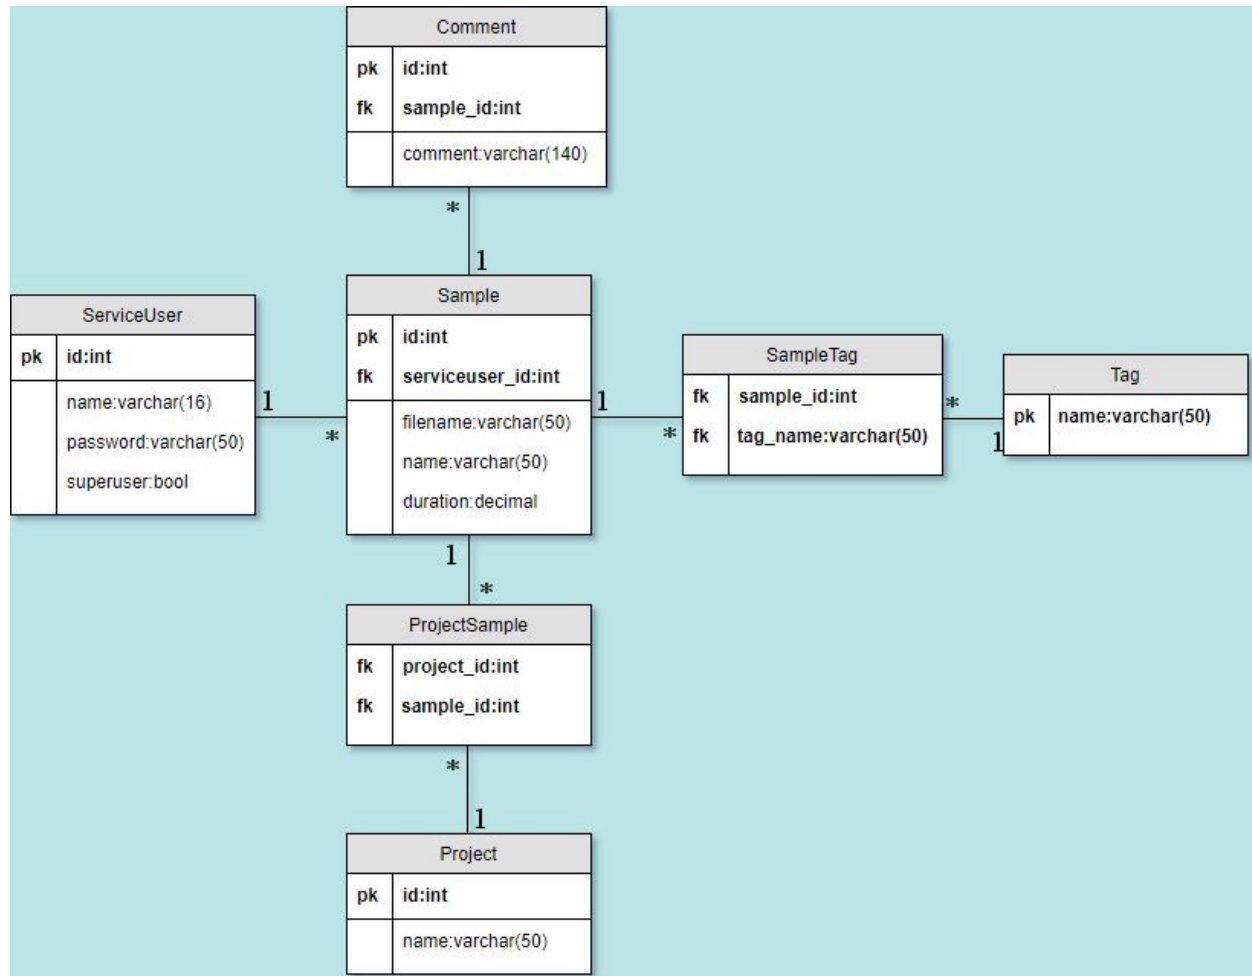 Comment
pk id:int
fk sample_id:int
comment:varchar(140)
*
1
ServiceUser
pk id:int
name:varchar(16)
password:varchar(50)
superuser:bool
1
*
Sample
pk id:int
fk serviceuser_id:int
filename:varchar(50)
name:varchar(50)
duration:decimal
1
*
SampleTag
fk sample_id:int
fk tag_name:varchar(50)
*
1
Tag
pk name:varchar(50)
1
*
ProjectSample
fk project_id:int
fk sample_id:int
*
1
Project
pk id:int
name:varchar(50)